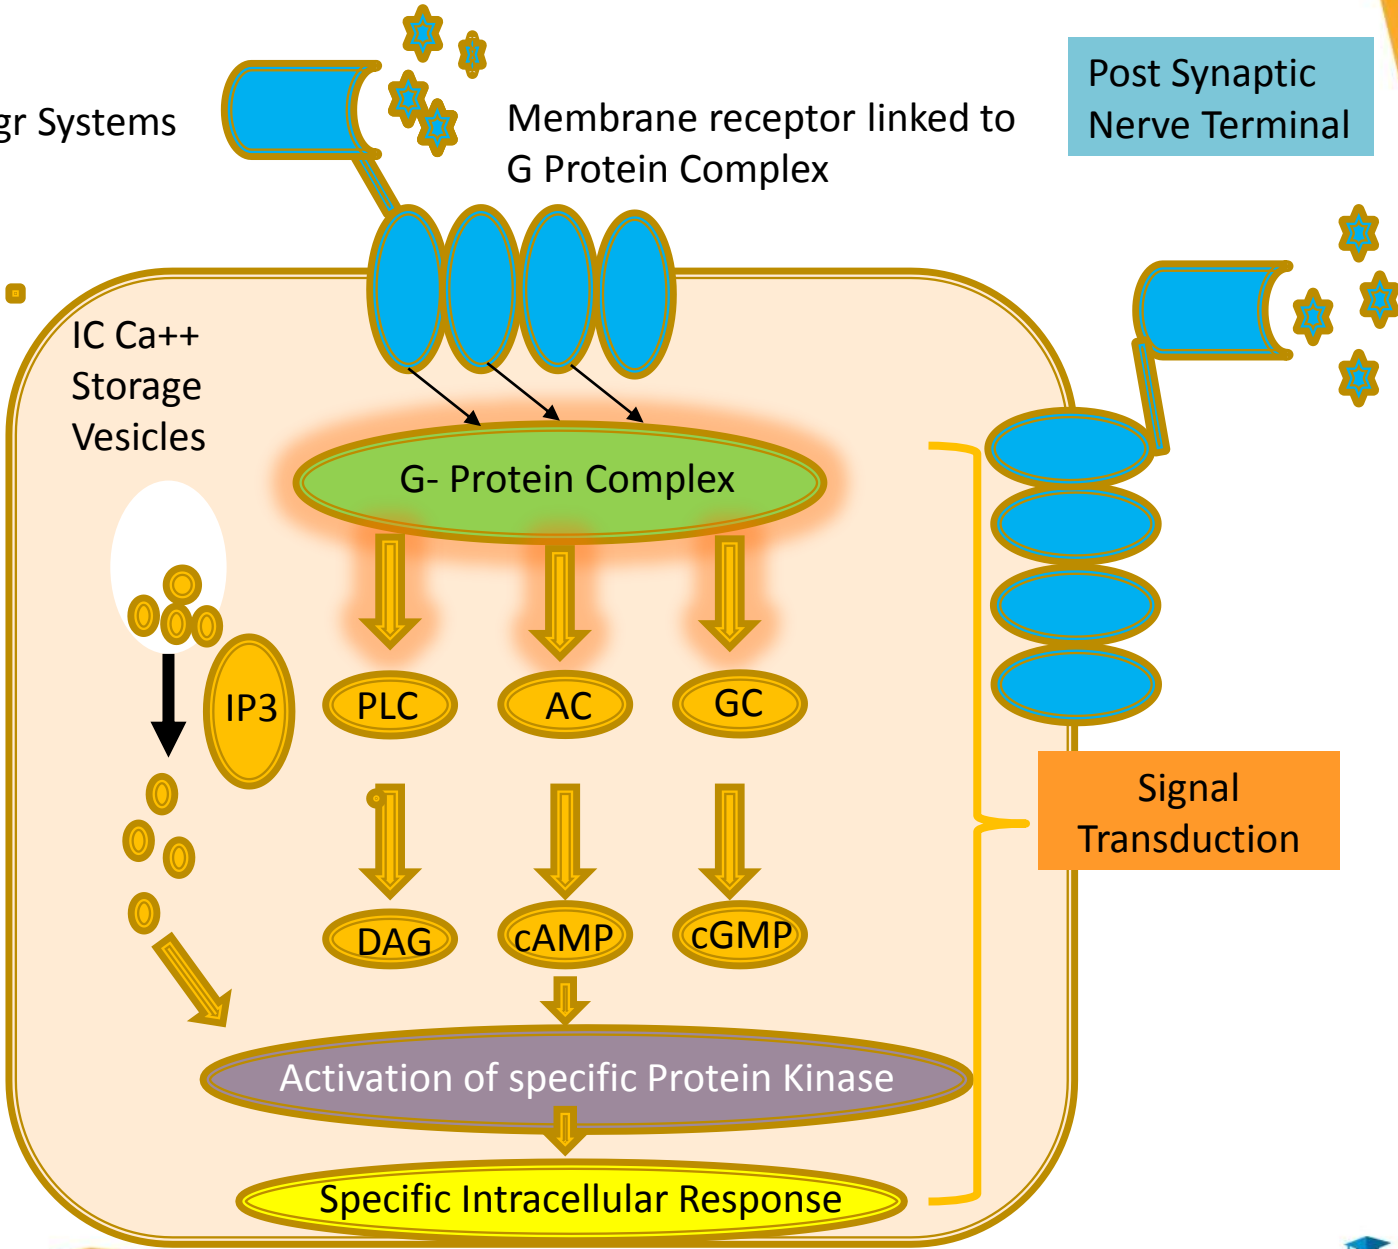 Systems
Membrane receptor linked to
G Protein Complex
Post Synaptic
Nerve Terminal
IC Ca++
Storage
Vesicles
G- Protein Complex
IP3
PLC
AC
GC
Signal
Transduction
DAG
cAMP
cGMP
Activation of specific Protein Kinase
Specific Intracellular Response